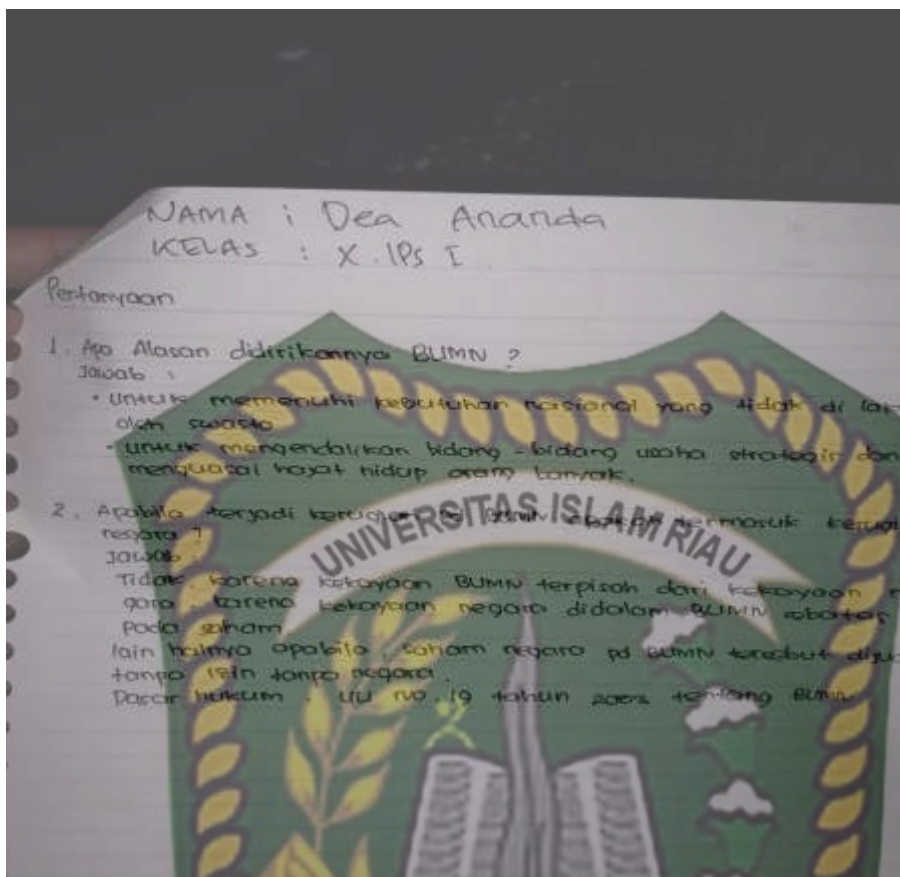 NAMA : Dea Ananda
KELAS : X. IPS I
Pertanyaan
1. Apa Alasan didirikannya BUMN ?
Jawab :
• Untuk memenuhi kebutuhan nasional yang tidak di
oleh swasta
• Untuk mengendalikan bidang - bidang usaha strategis dan
menguasai hajat hidup orang banyak.
2. Apabila terjadi kerugian BUMN apakah termasuk
negara ?
Jawab :
Tidak, karena kekayaan BUMN terpisah dari kekayaan
gara, karena kekayaan negara didalam BUMN
pada saham.
lain halnya apabila saham negara pd BUMN tersebut
tanpa izin tanpa negara.
Dasar hukum : UU no. 19 tahun 2003 tentang BUMN
UNIVERSITAS ISLAM RIAU